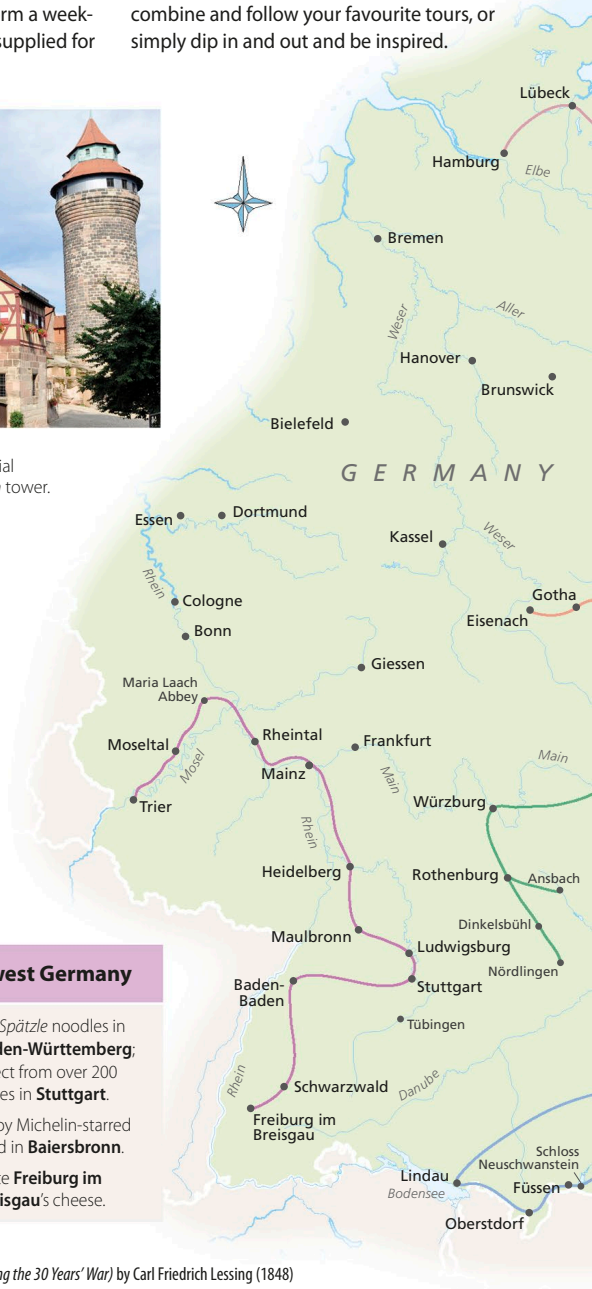 rm a week-
supplied for
combine and follow your favourite tours, or
simply dip in and out and be inspired.
ial
tower.
Lübeck
Hamburg
Elbe
Bremen
Weser
Aller
Hanover
Brunswick
Bielefeld
GERMANY
Essen
Dortmund
Kassel
Weser
Rhein
Cologne
Gotha
Eisenach
Bonn
Giessen
Maria Laach
Abbey
Moseltal
Rheintal
Frankfurt
Mosel
Mainz
Main
Main
Trier
Würzburg
Rhein
Heidelberg
Rothenburg
Ansbach
Dinkelsbühl
Maulbronn
Ludwigsburg
Nördlingen
Baden-
Baden
Stuttgart
Tübingen
Rhein
Schwarzwald
Danube
Freiburg im
Breisgau
Schloss
Neuschwanstein
Lindau
Bodensee
Füssen
Oberstdorf
west Germany
Spätzle noodles in
den-Württemberg;
ect from over 200
es in Stuttgart.
by Michelin-starred
d in Baiersbronn.
te Freiburg im
isgau's cheese.
ng the 30 Years' War) by Carl Friedrich Lessing (1848)